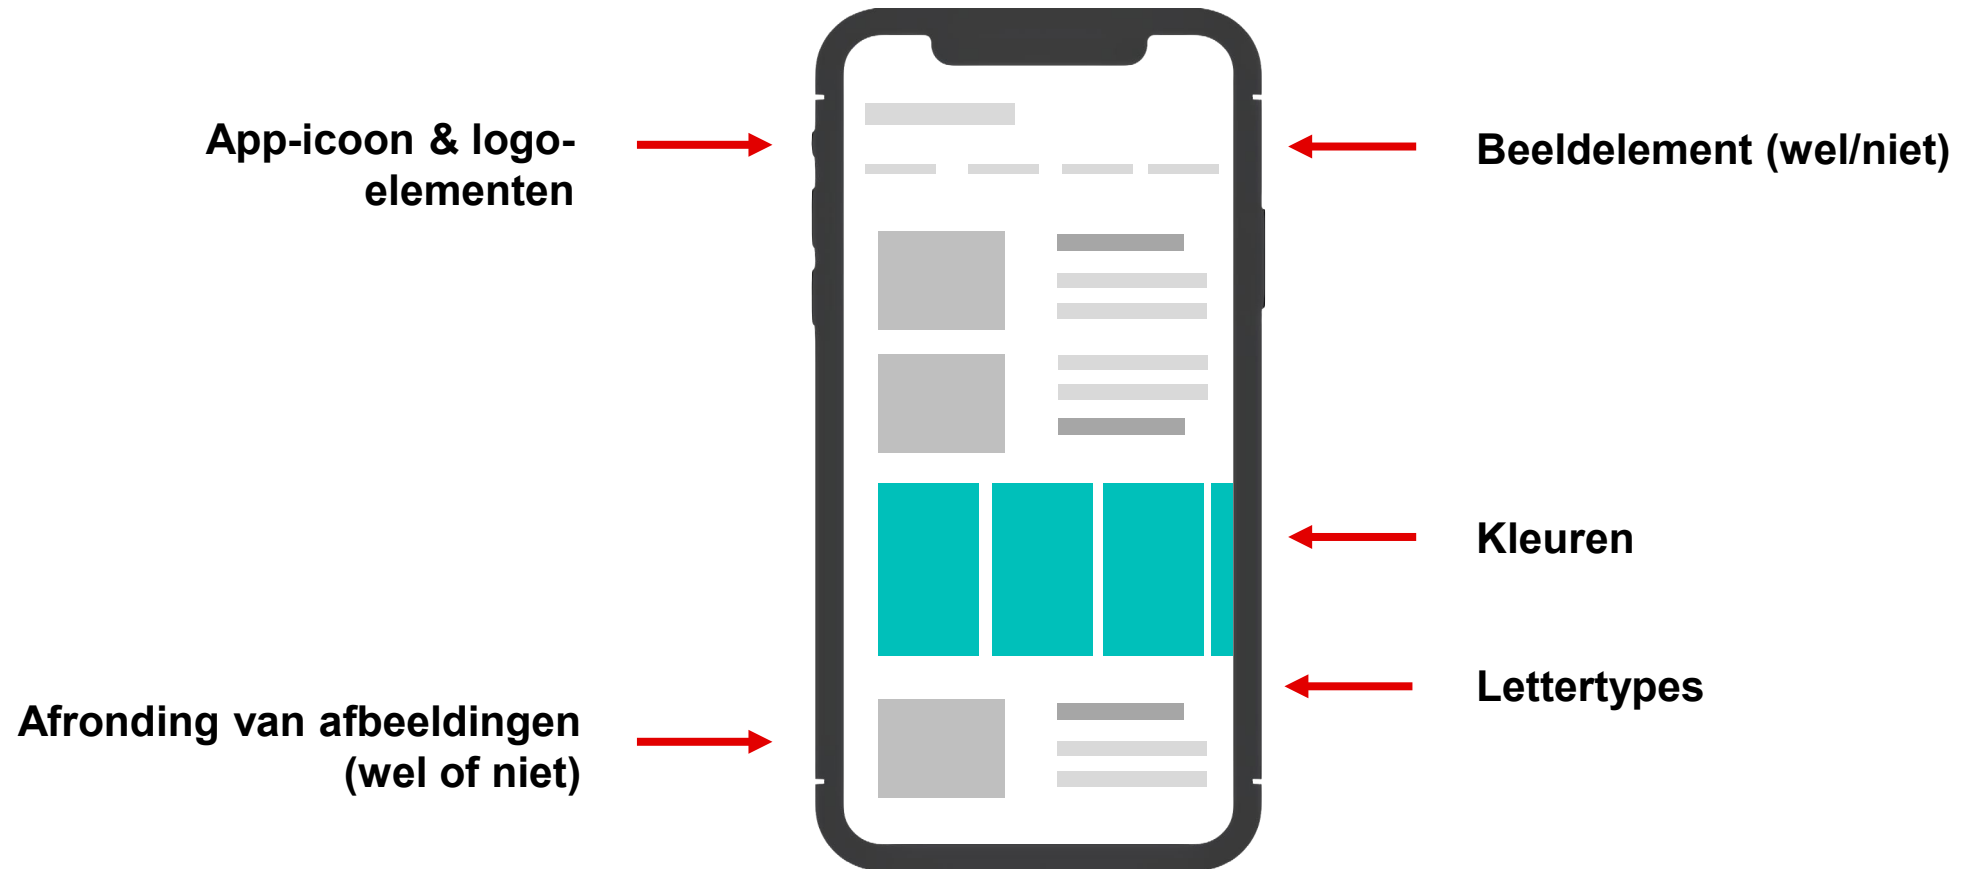 App-icoon & logo-
elementen
Beeldelement (wel/niet)
Kleuren
Lettertypes
Afronding van afbeeldingen
(wel of niet)